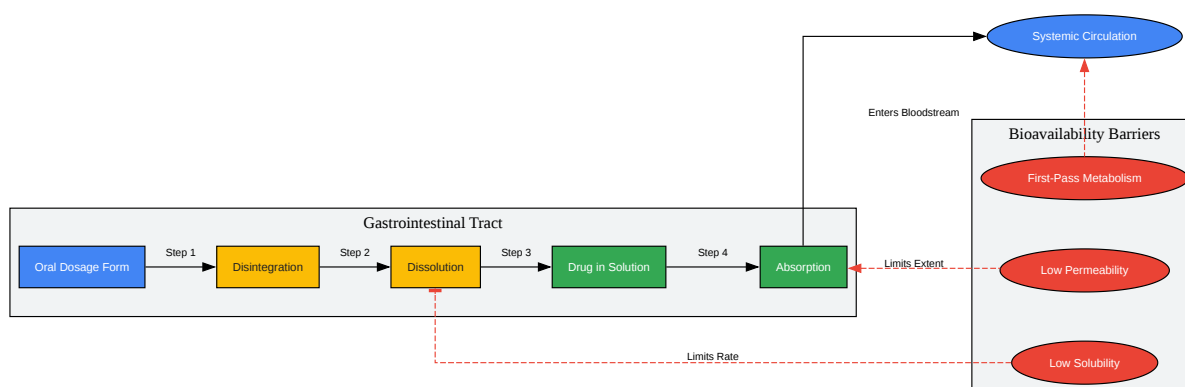 Systemic Circulation
Enters Bloodstream
Bioavailability Barriers
First-Pass Metabolism
Gastrointestinal Tract
Oral Dosage Form
Step 1
Disintegration
Step 2
Dissolution
Step 3
Drug in Solution
Step 4
Absorption
Limits Extent
Low Permeability
Limits Rate
Low Solubility